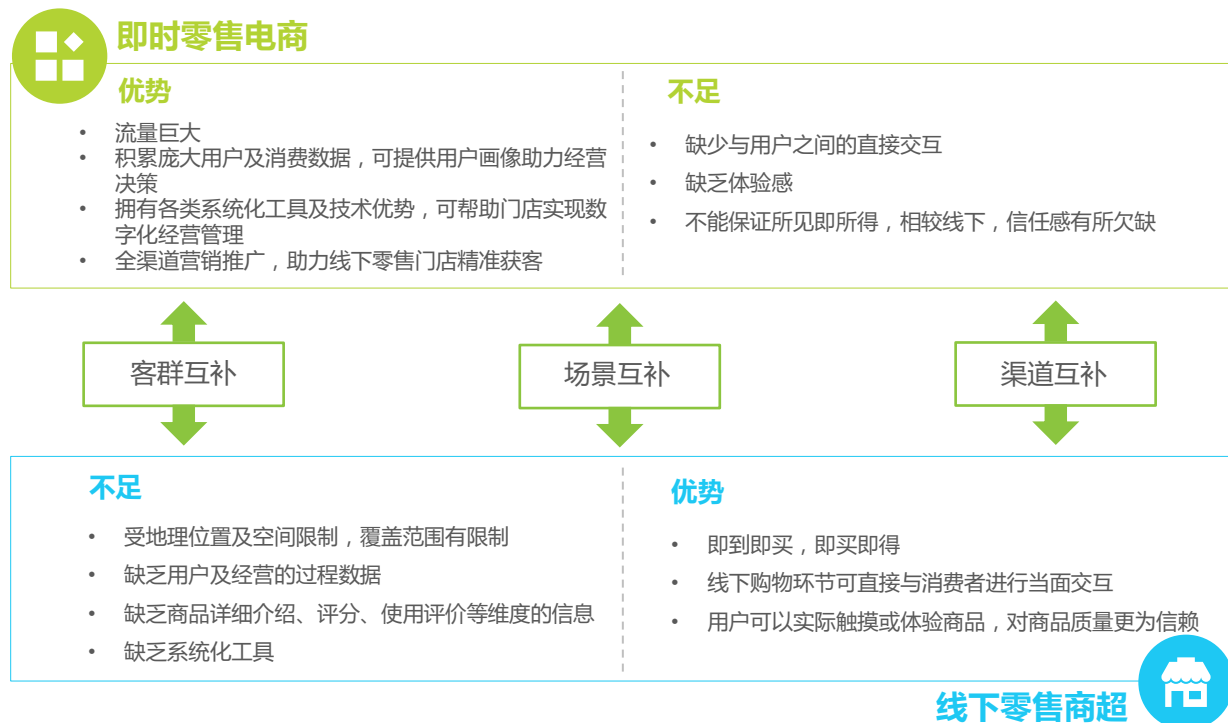 即时零售电商
优势
• 流量巨大
• 积累庞大用户及消费数据，可提供用户画像助力经营
决策
• 拥有各类系统化工具及技术优势，可帮助门店实现数
字化经营管理
• 全渠道营销推广，助力线下零售门店精准获客
不足
• 缺少与用户之间的直接交互
• 缺乏体验感
• 不能保证所见即所得，相较线下，信任感有所欠缺
客群互补
场景互补
渠道互补
不足
• 受地理位置及空间限制，覆盖范围有限制
• 缺乏用户及经营的过程数据
• 缺乏商品详细介绍、评分、使用评价等维度的信息
• 缺乏系统化工具
优势
• 即到即买，即买即得
• 线下购物环节可直接与消费者进行当面交互
• 用户可以实际触摸或体验商品，对商品质量更为信赖
线下零售商超